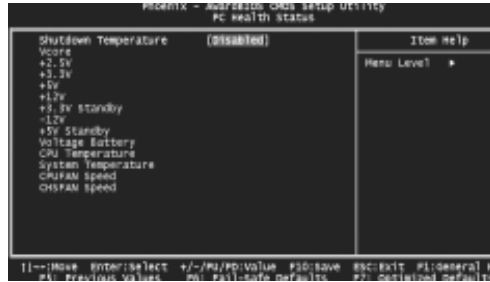 Phoenix - AwardBIOS CMOS Setup Utility
PC Health Status
Shutdown Temperature [Disabled]
Vcore
+2.5V
+3.3V
+5V
+12V
+3.3V Standby
-12V
+5V Standby
Voltage Battery
CPU Temperature
System Temperature
CPUFAN Speed
CHSFAN Speed
Item Help
Menu Level ▸
:Move Enter:Select +/-/PU/PD:Value F10:Save ESC:Exit F1:General
F5: Previous Values F6: Fail-Safe Defaults F7: Optimized Defaults